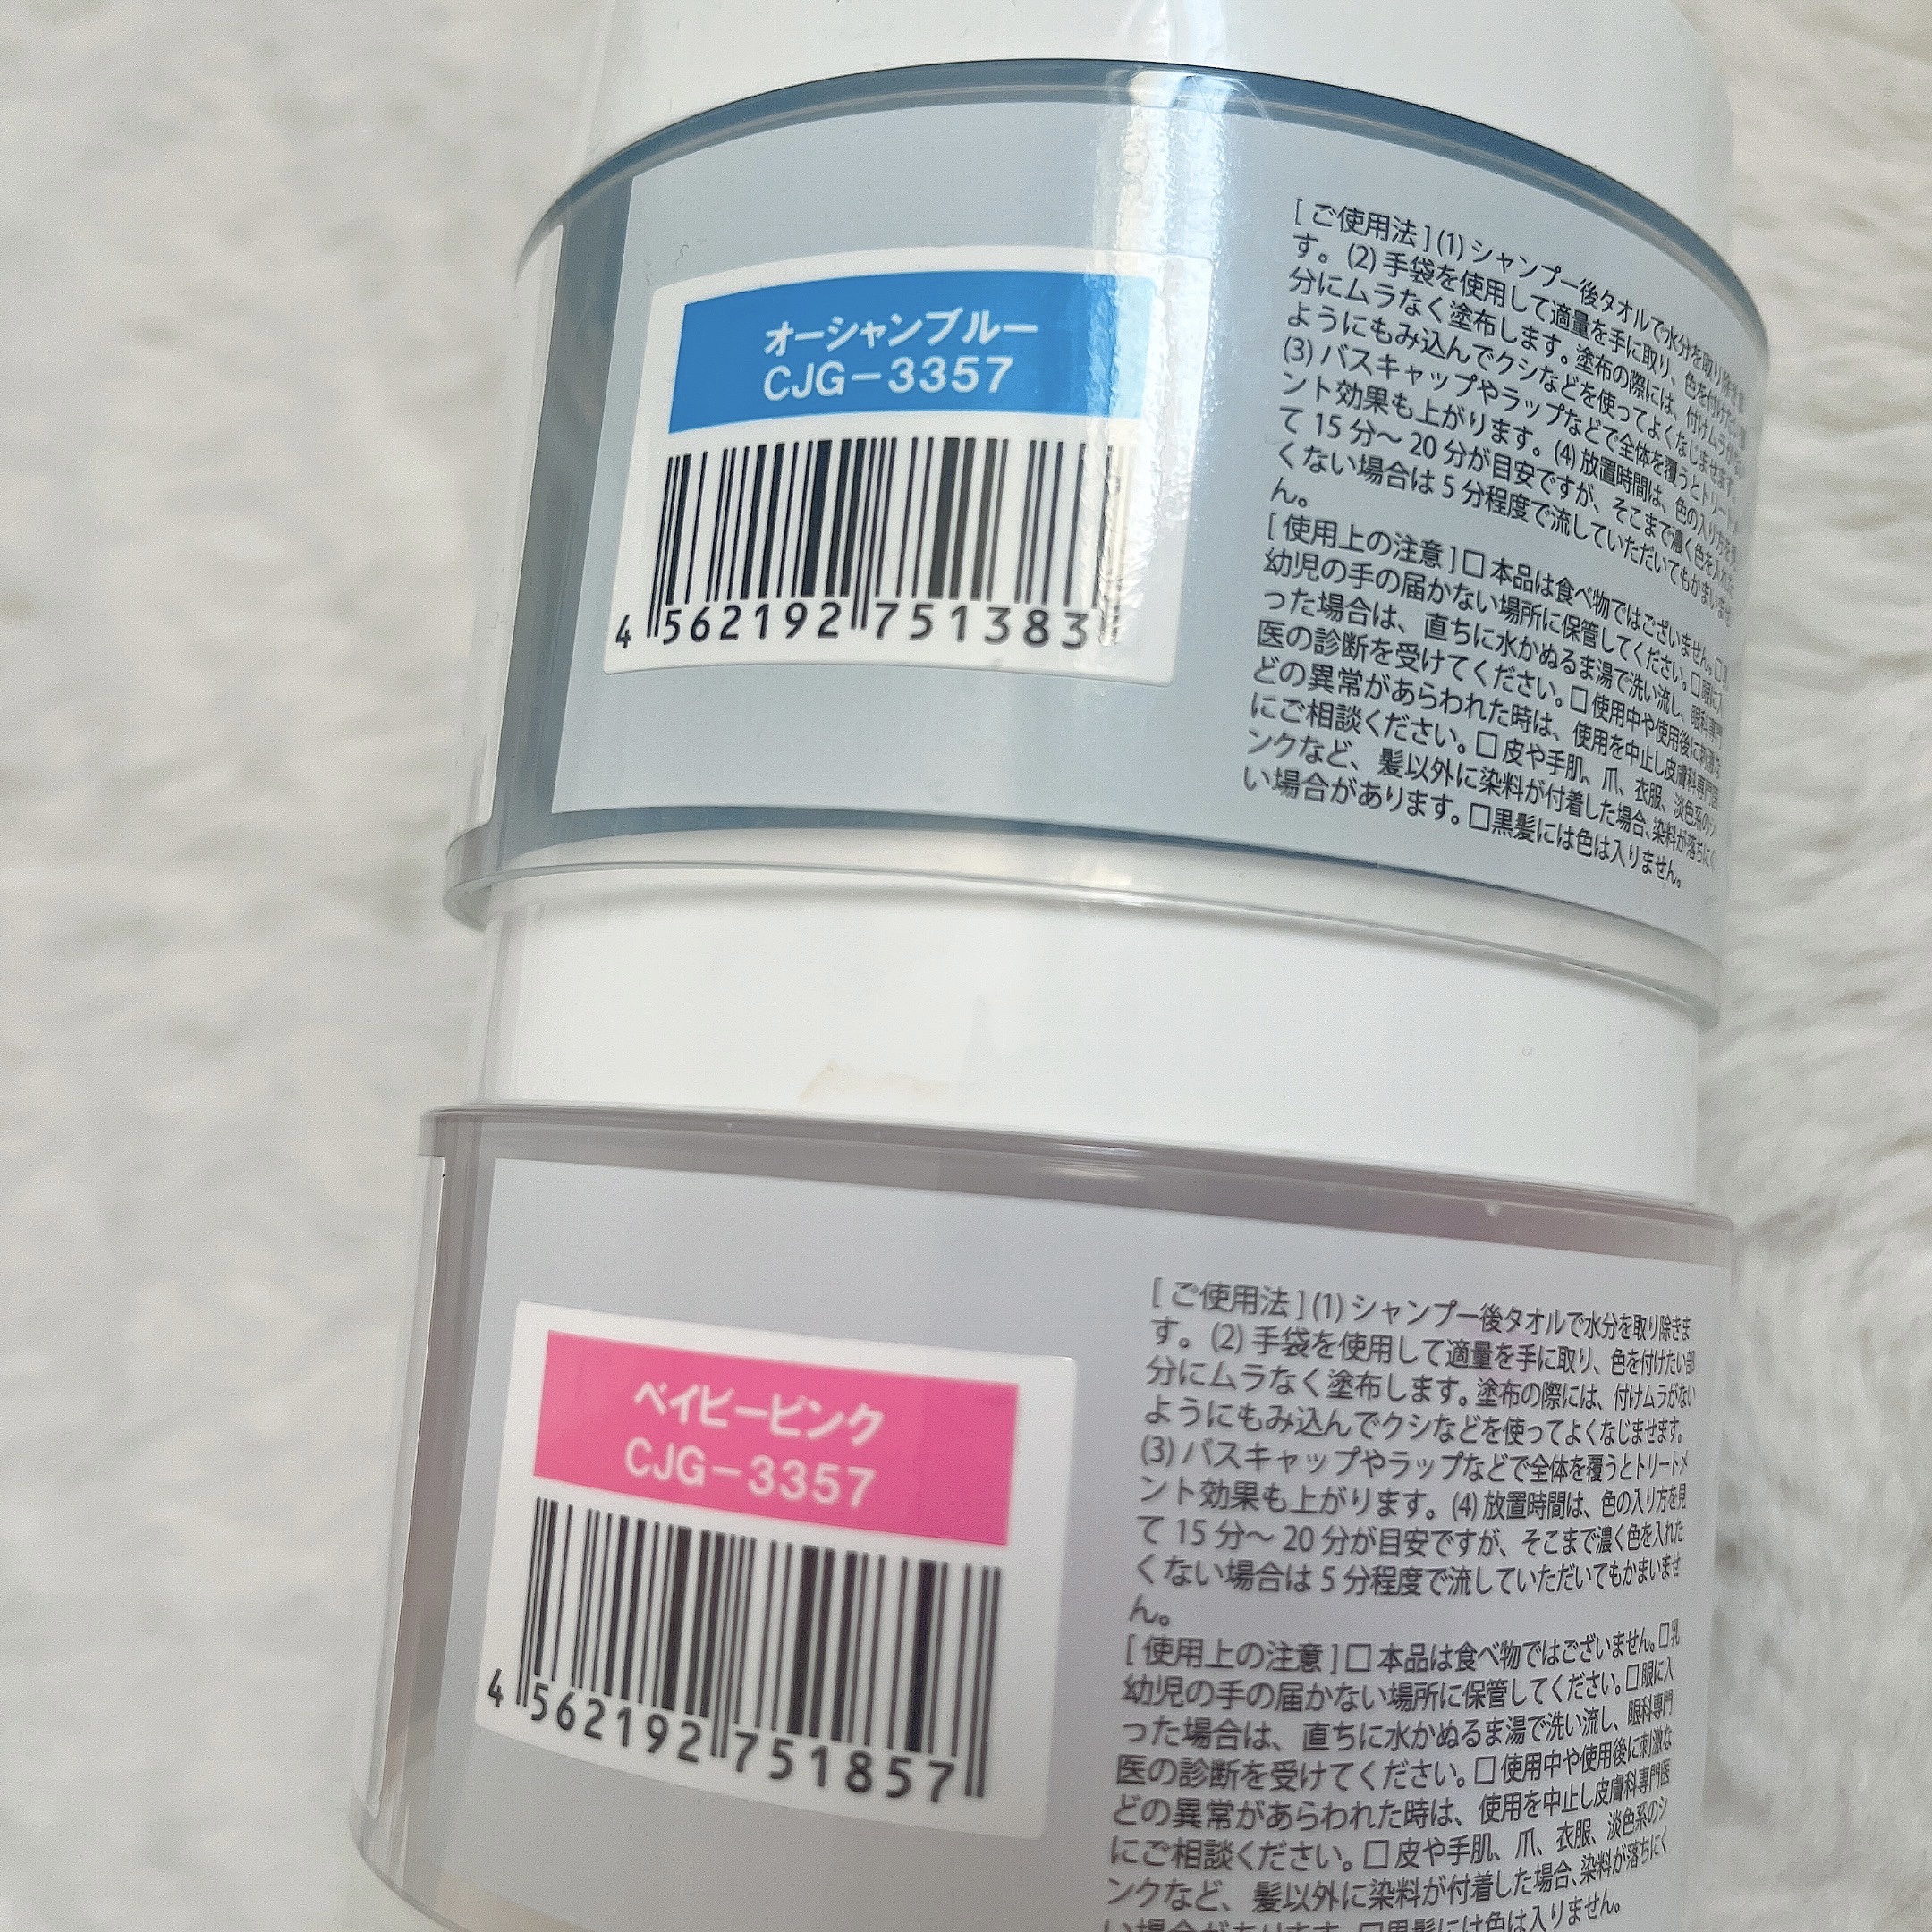 オーシャンブルー
CJG-3357
4 562192 751383
[ ご使用法 ] (1) シャンプー後タオルで水分を取り除きま
す。(2) 手袋を使用して適量を手に取り、色を付けたい部
分にムラなく塗布します。塗布の際には、付けムラがない
ようにもみ込んでクシなどを使ってよくなじませます。
(3) バスキャップやラップなどで全体を覆うとトリートメ
ント効果も上がります。(4) 放置時間は、色の入り方を見
て 15 分～ 20 分が目安ですが、そこまで濃く色を入れた
くない場合は 5 分程度で流していただいてもかまいませ
ん。
[ 使用上の注意 ] □ 本品は食べ物ではございません。□ 乳
幼児の手の届かない場所に保管してください。□ 眼に入
った場合は、直ちに水かぬるま湯で洗い流し、眼科専門
医の診断を受けてください。□ 使用中や使用後に刺激な
どの異常があらわれた時は、使用を中止し皮膚科専門医
にご相談ください。□ 皮や手肌、爪、衣服、淡色系のシ
ンクなど、髪以外に染料が付着した場合、染料が落ちにく
い場合があります。□黒髪には色は入りません。
ベイビーピンク
CJG-3357
4 562192 751857
[ ご使用法 ] (1) シャンプー後タオルで水分を取り除きま
す。(2) 手袋を使用して適量を手に取り、色を付けたい部
分にムラなく塗布します。塗布の際には、付けムラがない
ようにもみ込んでクシなどを使ってよくなじませます。
(3) バスキャップやラップなどで全体を覆うとトリートメ
ント効果も上がります。(4) 放置時間は、色の入り方を見
て 15 分～ 20 分が目安ですが、そこまで濃く色を入れた
くない場合は 5 分程度で流していただいてもかまいませ
ん。
[ 使用上の注意 ] □ 本品は食べ物ではございません。□ 乳
幼児の手の届かない場所に保管してください。□ 眼に入
った場合は、直ちに水かぬるま湯で洗い流し、眼科専門
医の診断を受けてください。□ 使用中や使用後に刺激な
どの異常があらわれた時は、使用を中止し皮膚科専門医
にご相談ください。□ 皮や手肌、爪、衣服、淡色系のシ
ンクなど、髪以外に染料が付着した場合、染料が落ちにく
い場合があります。□黒髪には色は入りません。